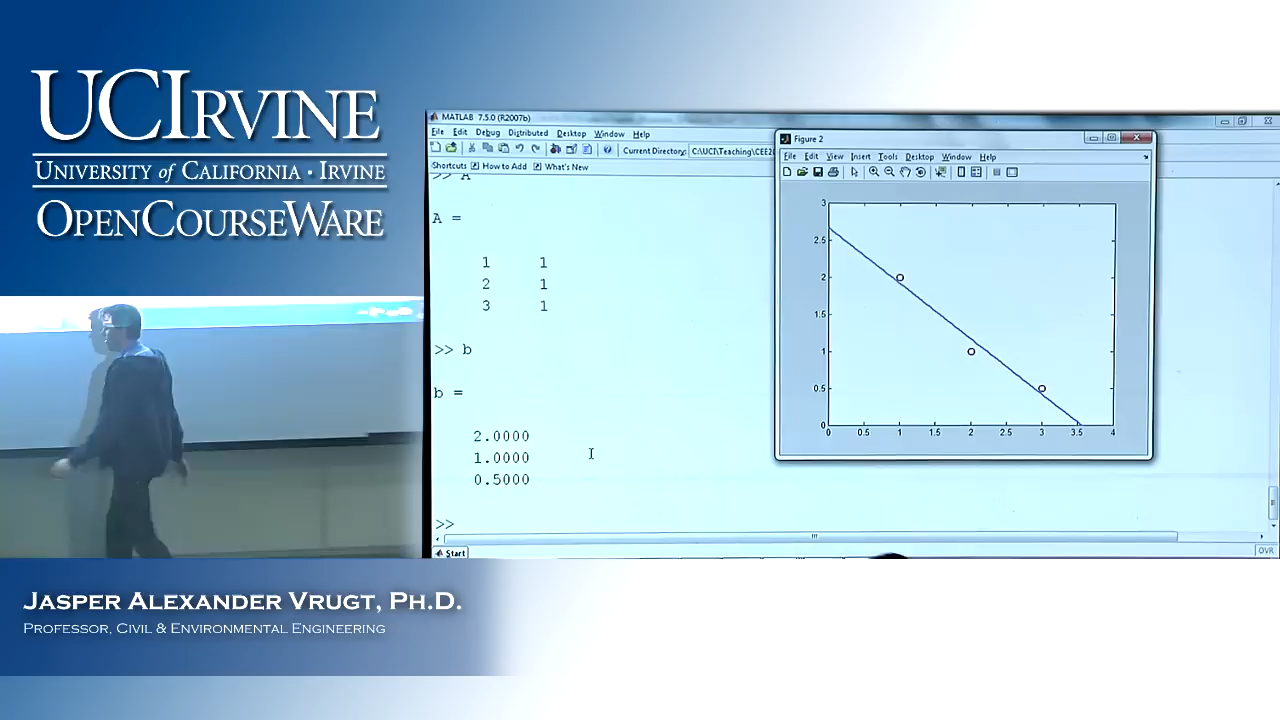 UCIRVINE
UNIVERSITY of CALIFORNIA · IRVINE
OPENCOURSEWARE
MATLAB 7.5.0 (R2007b)
File Edit Debug Distributed Desktop Window Help
Current Directory: C:\UCI\Teaching\CEE20
Shortcuts How to Add What's New
>> A
A =
1 1
2 1
3 1
>> b
b =
2.0000
1.0000
0.5000
>>
Start
OVR
Figure 2
File Edit View Insert Tools Desktop Window Help
3
2.5
2
1.5
1
0.5
0
0 0.5 1 1.5 2 2.5 3 3.5 4
JASPER ALEXANDER VRUGT, PH.D.
PROFESSOR, CIVIL & ENVIRONMENTAL ENGINEERING